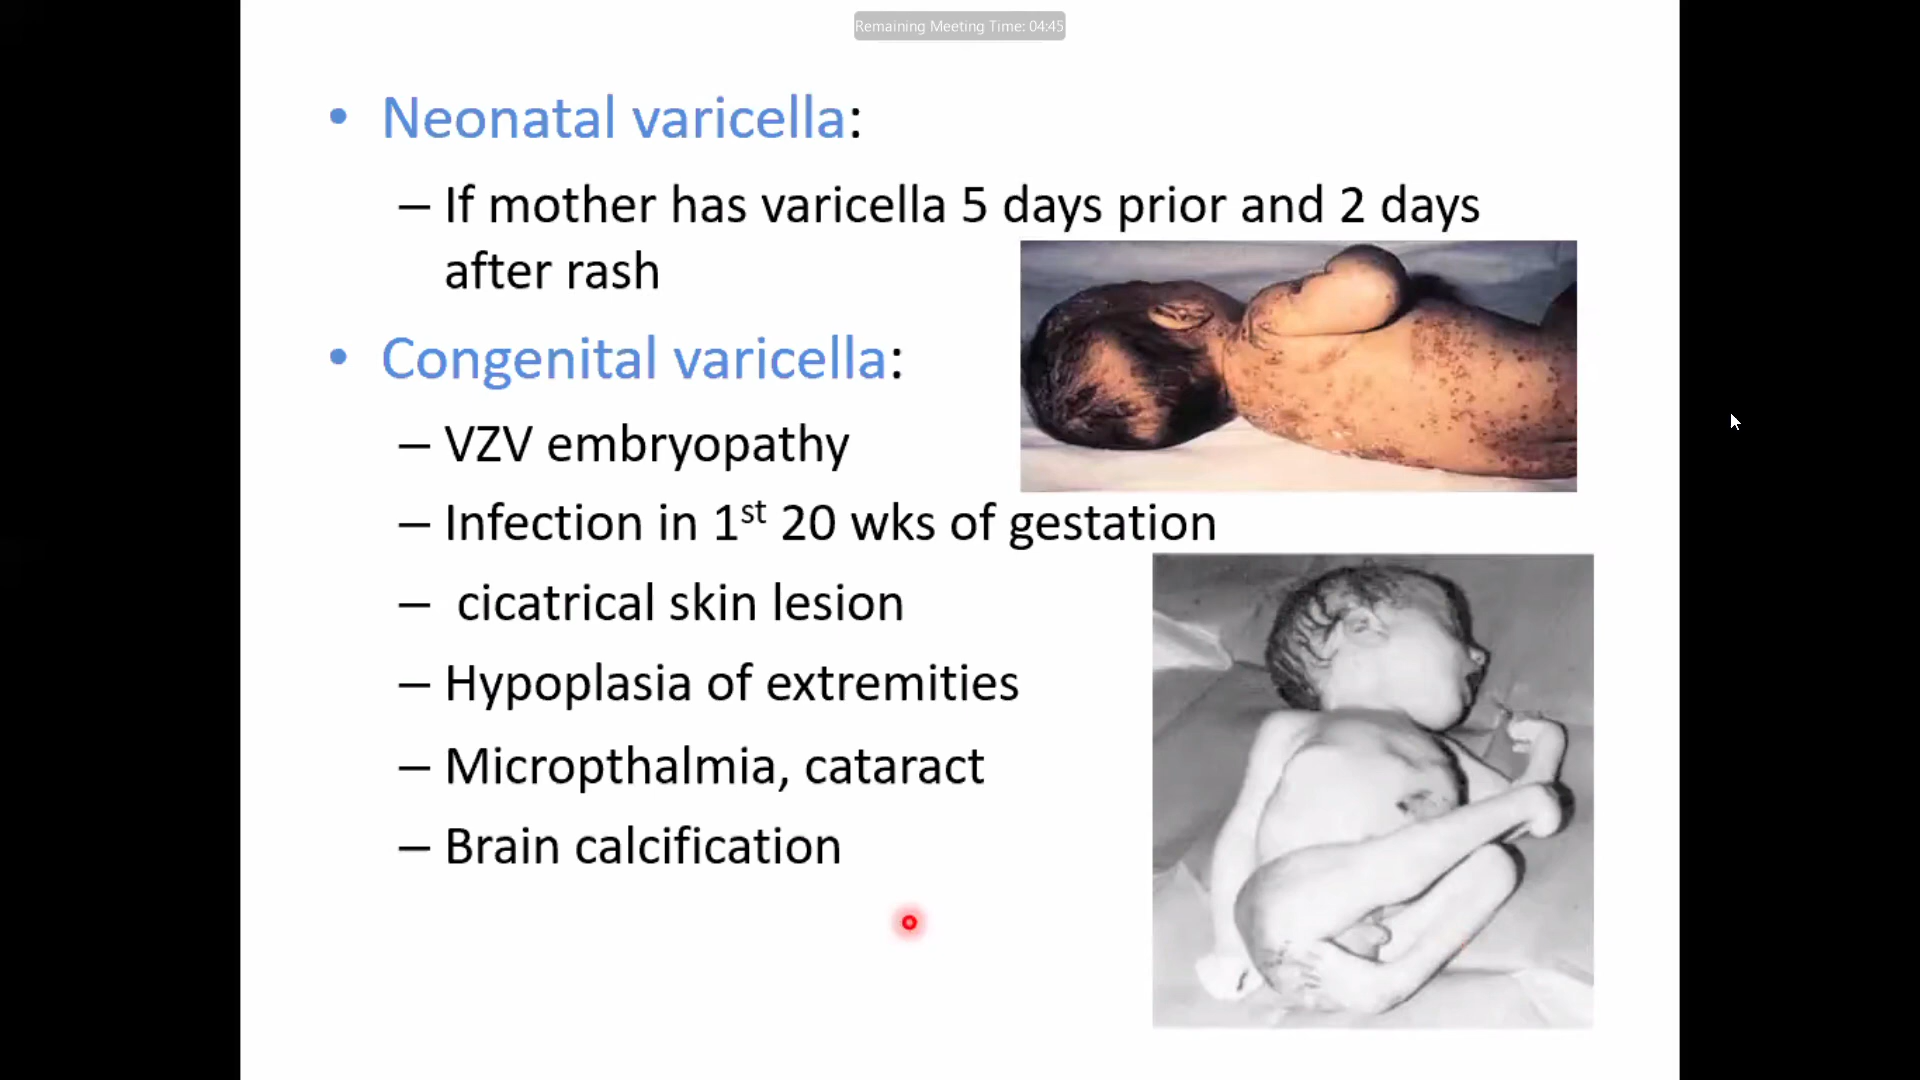 Remaining Meeting Time: 04:45
• Neonatal varicella:
– If mother has varicella 5 days prior and 2 days
after rash
• Congenital varicella:
– VZV embryopathy
– Infection in 1st 20 wks of gestation
– cicatrical skin lesion
– Hypoplasia of extremities
– Micropthalmia, cataract
– Brain calcification